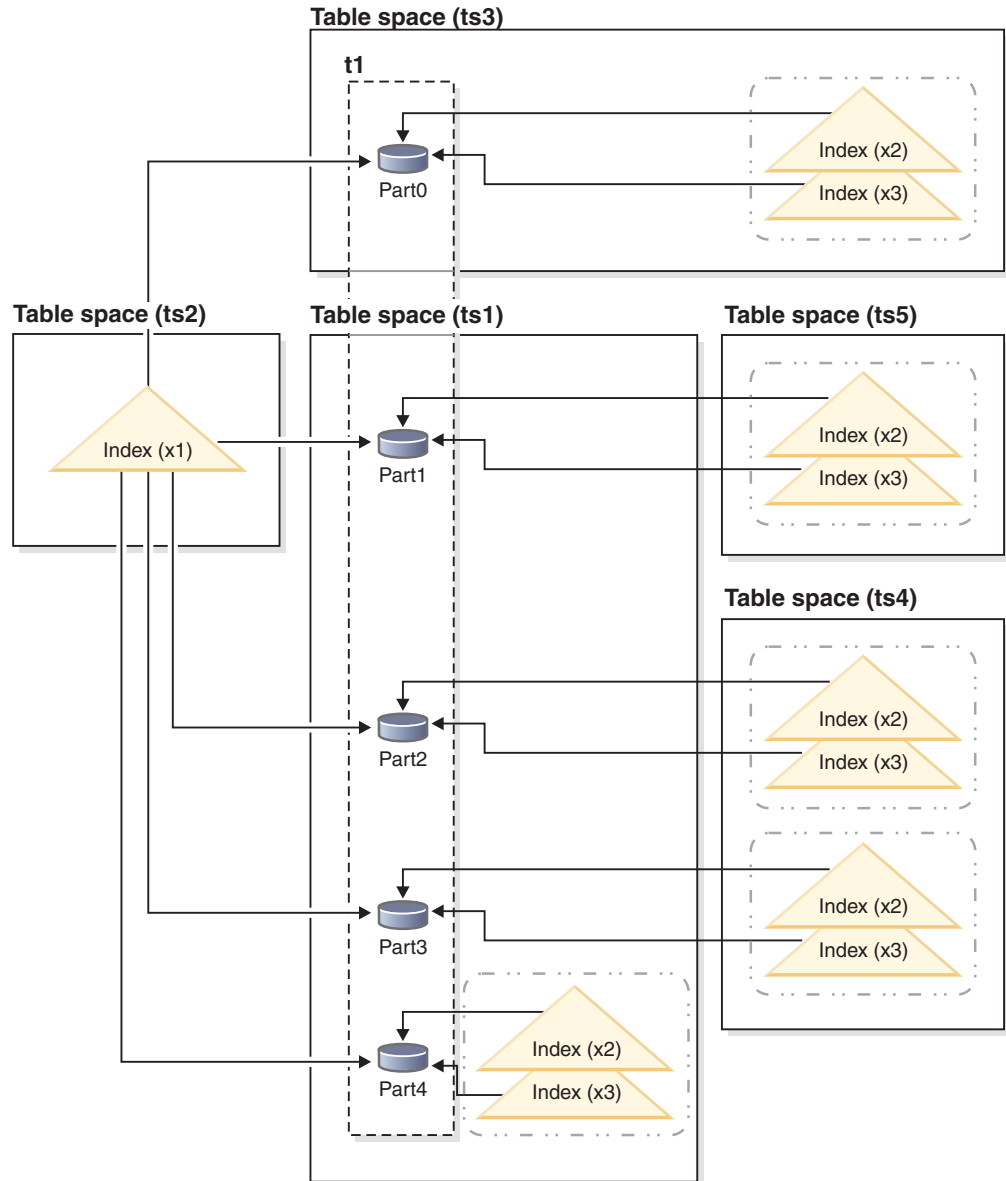 Table space (ts3)
t1
Part0
Index (x2)
Index (x3)
Table space (ts2)
Index (x1)
Table space (ts1)
Part1
Part2
Part3
Part4
Index (x2)
Index (x3)
Table space (ts5)
Index (x2)
Index (x3)
Table space (ts4)
Index (x2)
Index (x3)
Index (x2)
Index (x3)